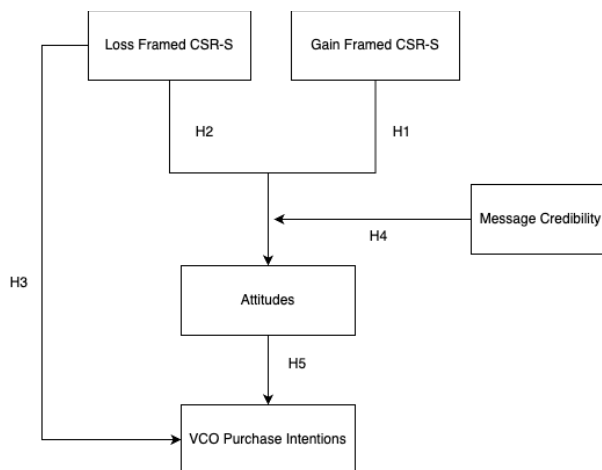 Loss Framed CSR-S
Gain Framed CSR-S
H2
H1
Message Credibility
H4
H3
Attitudes
H5
VCO Purchase Intentions